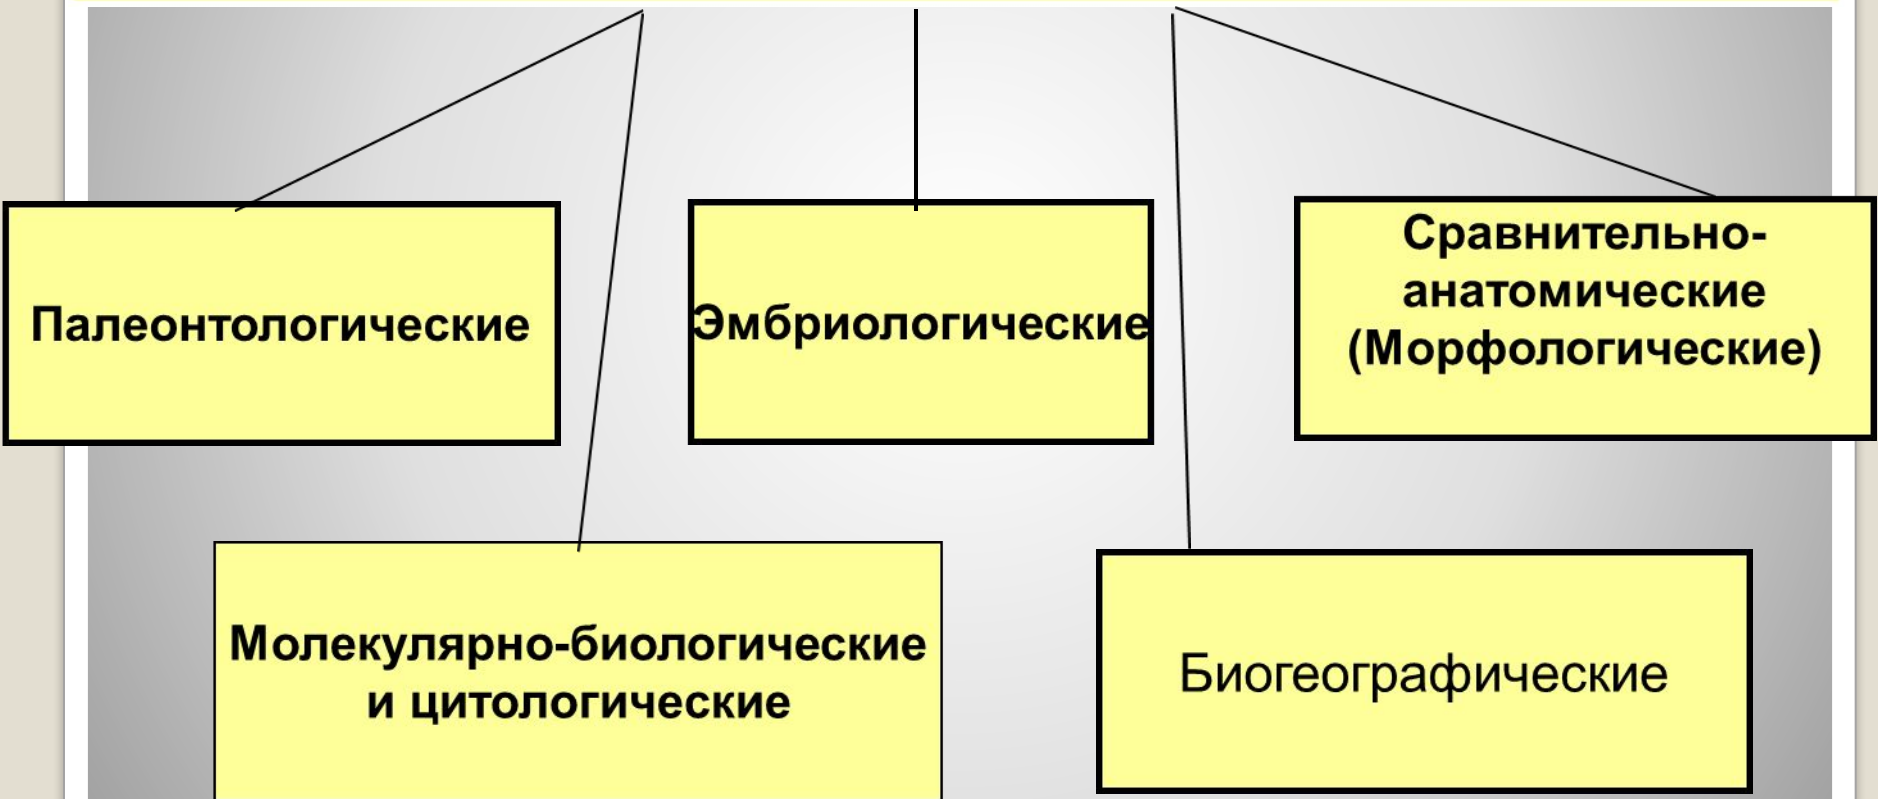 Палеонтологические
Эмбриологические
Сравнительно-
анатомические
(Морфологические)
Молекулярно-биологические
и цитологические
Биогеографические